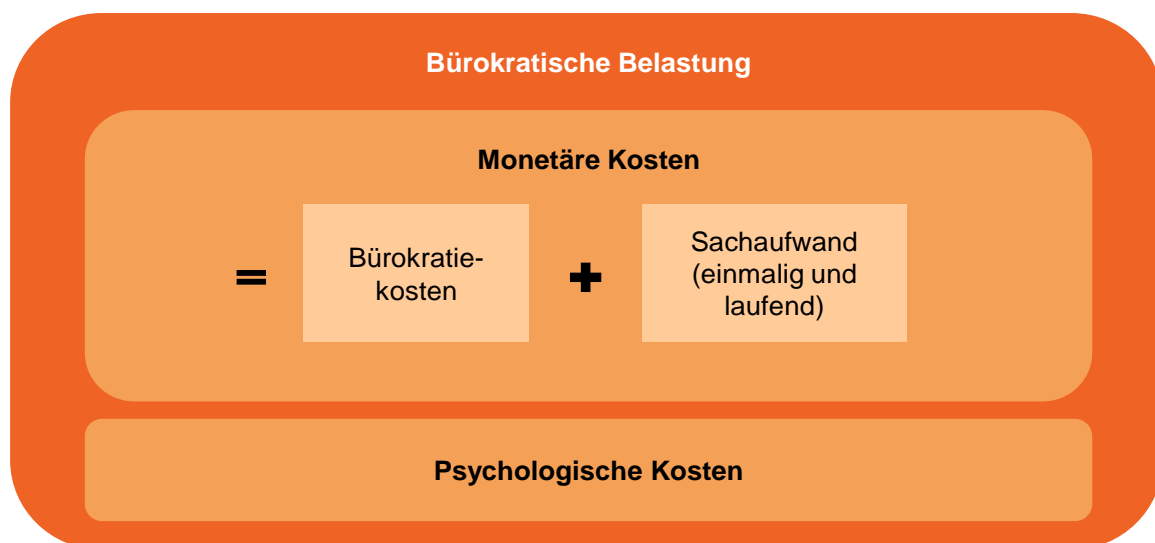 Bürokratische Belastung
Monetäre Kosten
=
Bürokratie-
kosten
+
Sachaufwand
(einmalig und
laufend)
Psychologische Kosten